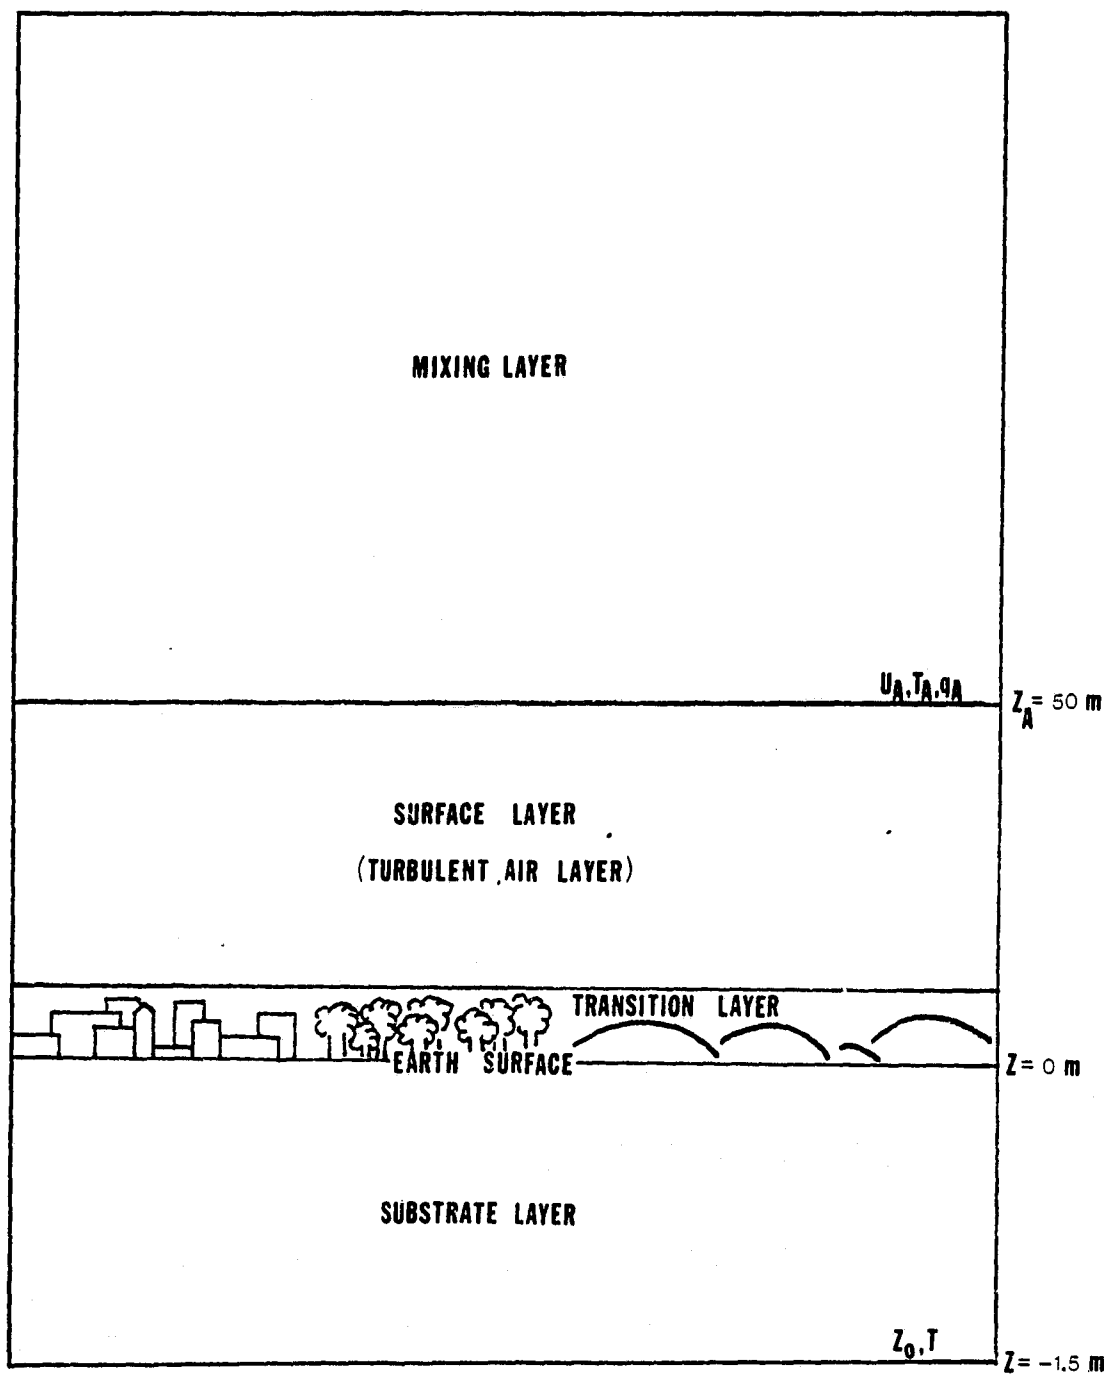 MIXING LAYER
U_A, T_A, q_A
Z_A = 50 m
SURFACE LAYER
(TURBULENT AIR LAYER)
TRANSITION LAYER
EARTH SURFACE
Z = 0 m
SUBSTRATE LAYER
Z_0, T
Z = -1.5 m